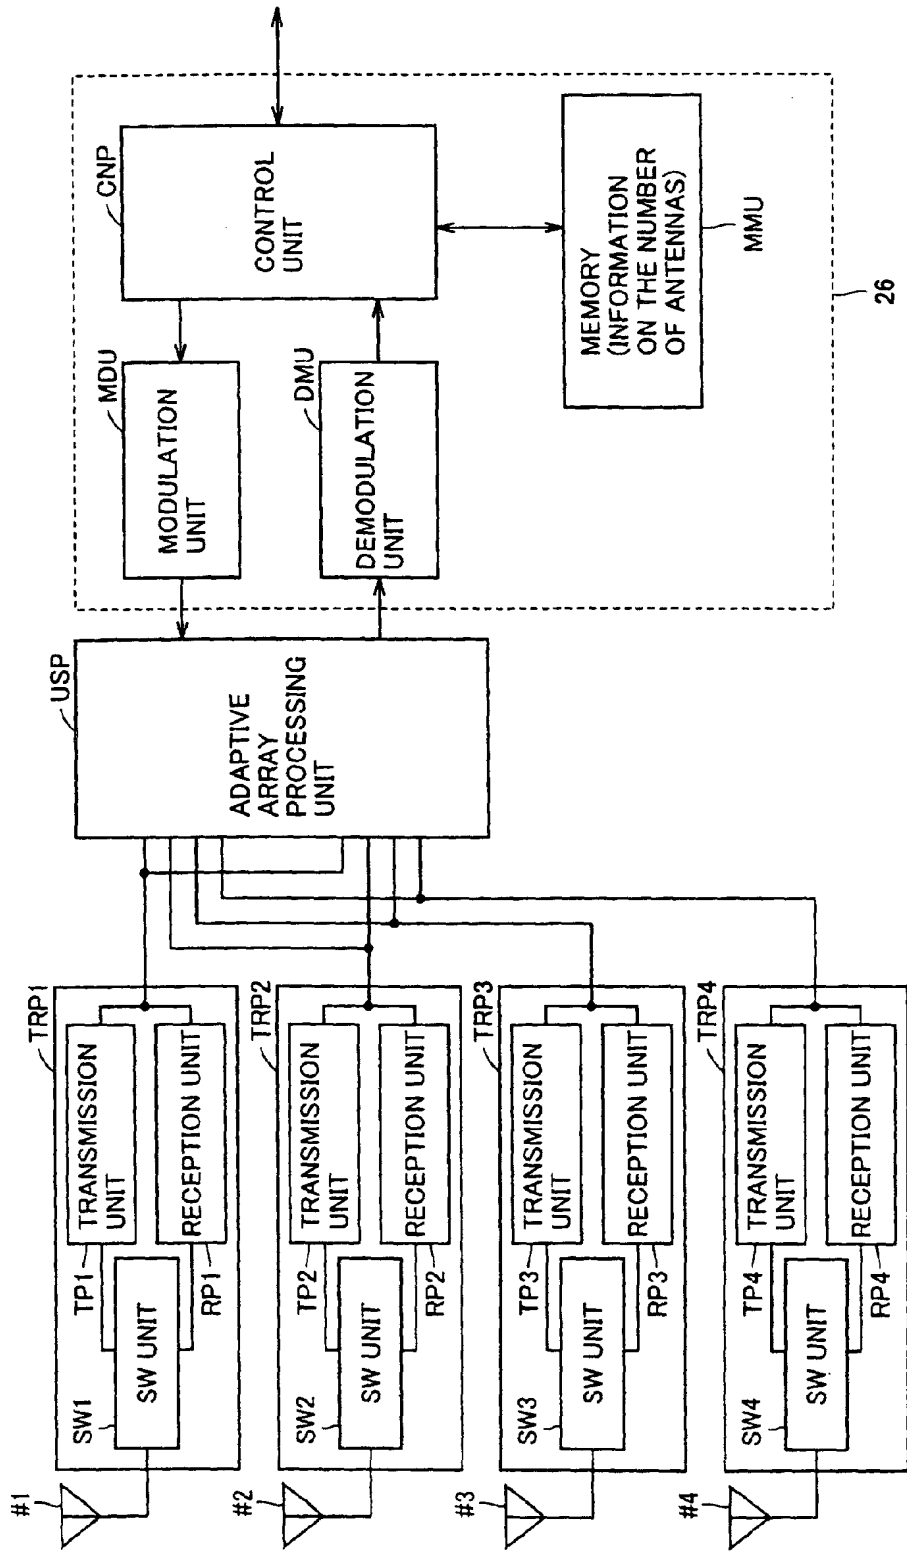 #1
SW1
SW UNIT
TP1
TRANSMISSION
UNIT
RP1
RECEPTION UNIT
TRP1
#2
SW2
SW UNIT
TP2
TRANSMISSION
UNIT
RP2
RECEPTION UNIT
TRP2
#3
SW3
SW UNIT
TP3
TRANSMISSION
UNIT
RP3
RECEPTION UNIT
TRP3
#4
SW4
SW UNIT
TP4
TRANSMISSION
UNIT
RP4
RECEPTION UNIT
TRP4
USP
ADAPTIVE
ARRAY
PROCESSING
UNIT
MDU
MODULATION
UNIT
DMU
DEMODULATION
UNIT
CNP
CONTROL
UNIT
MEMORY
(INFORMATION
ON THE NUMBER
OF ANTENNAS)
MMU
26